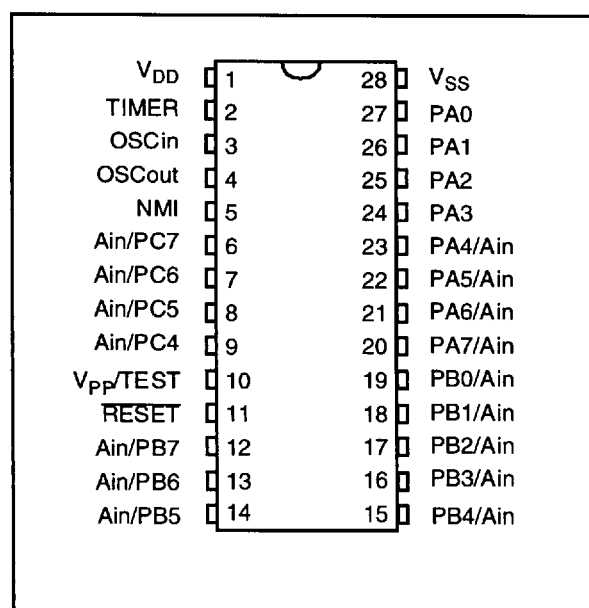 VDD 1 28 VSS
TIMER 2 27 PA0
OSCin 3 26 PA1
OSCout 4 25 PA2
NMI 5 24 PA3
Ain/PC7 6 23 PA4/Ain
Ain/PC6 7 22 PA5/Ain
Ain/PC5 8 21 PA6/Ain
Ain/PC4 9 20 PA7/Ain
VPP/TEST 10 19 PB0/Ain
RESET 11 18 PB1/Ain
Ain/PB7 12 17 PB2/Ain
Ain/PB6 13 16 PB3/Ain
Ain/PB5 14 15 PB4/Ain